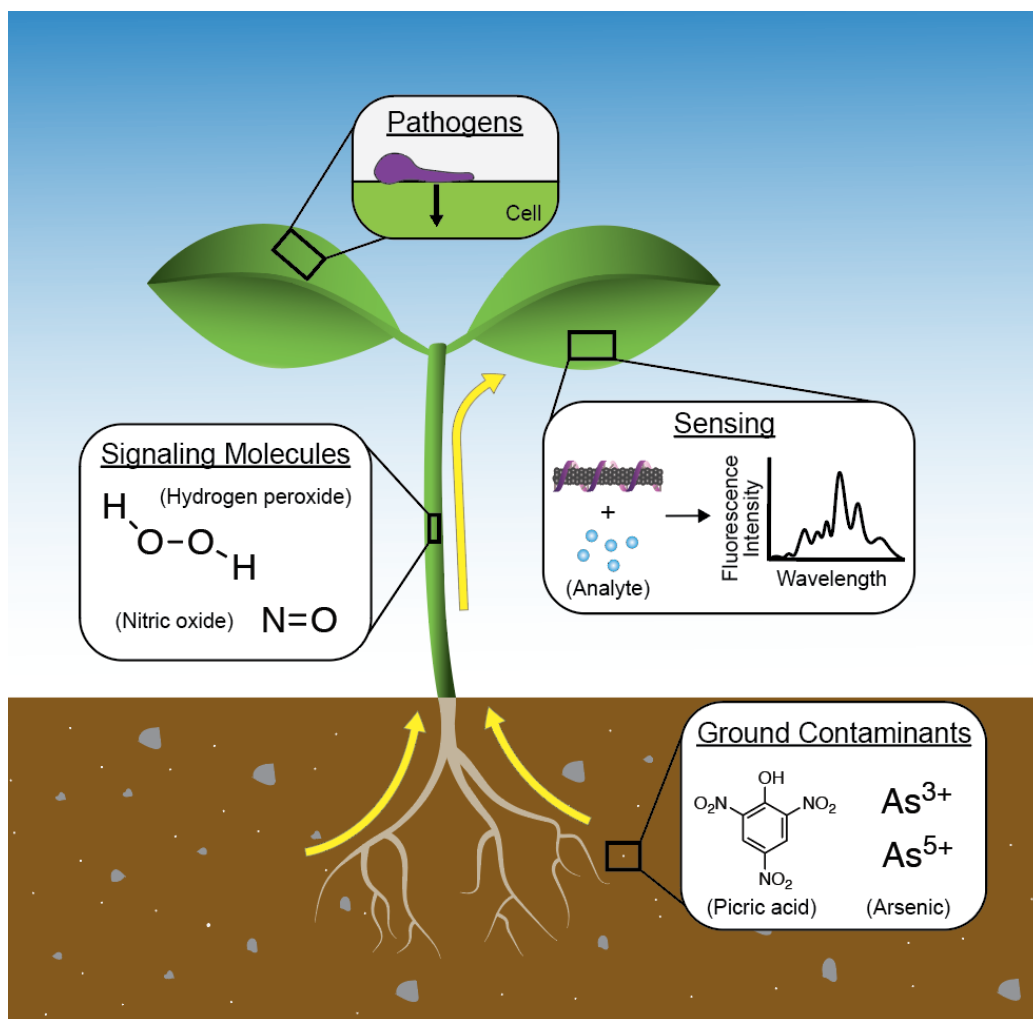 Pathogens
Cell
Signaling Molecules
(Hydrogen peroxide)
H
O-O
H
(Nitric oxide) N=O
Sensing
+
(Analyte)
Fluorescence
Intensity
Wavelength
Ground Contaminants
OH
O₂N NO₂
NO₂
(Picric acid)
As³⁺
As⁵⁺
(Arsenic)